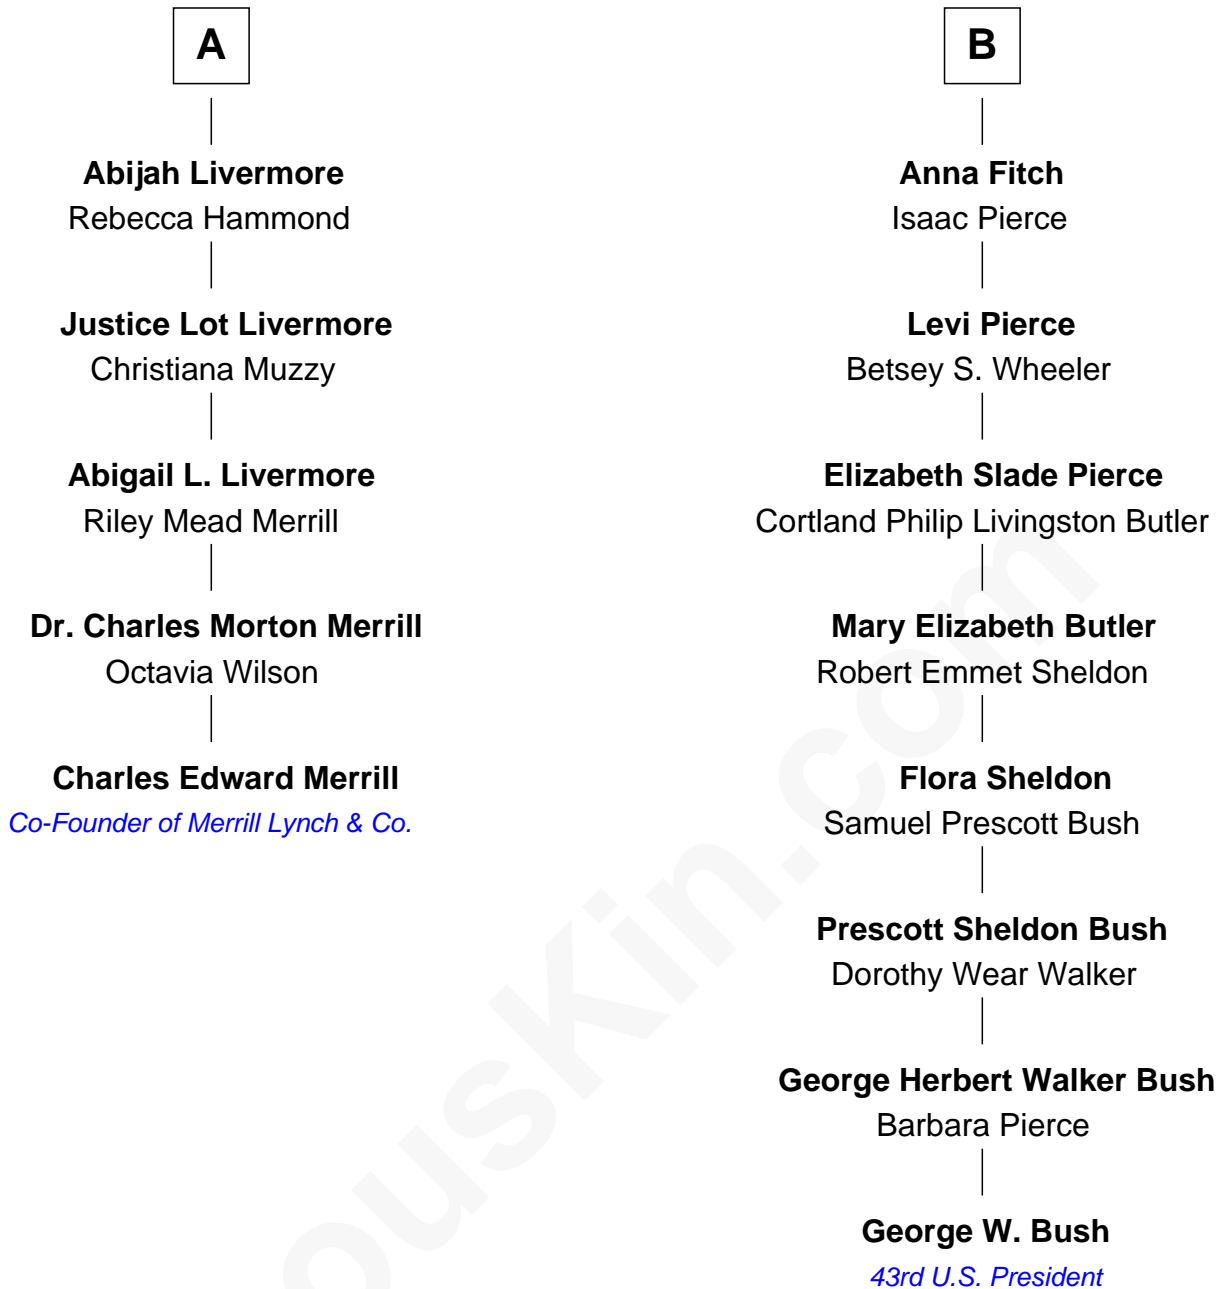 A
Abijah Livermore
Rebecca Hammond
Justice Lot Livermore
Christiana Muzzy
Abigail L. Livermore
Riley Mead Merrill
Dr. Charles Morton Merrill
Octavia Wilson
Charles Edward Merrill
Co-Founder of Merrill Lynch & Co.
B
Anna Fitch
Isaac Pierce
Levi Pierce
Betsey S. Wheeler
Elizabeth Slade Pierce
Cortland Philip Livingston Butler
Mary Elizabeth Butler
Robert Emmet Sheldon
Flora Sheldon
Samuel Prescott Bush
Prescott Sheldon Bush
Dorothy Wear Walker
George Herbert Walker Bush
Barbara Pierce
George W. Bush
43rd U.S. President
ousKin.com